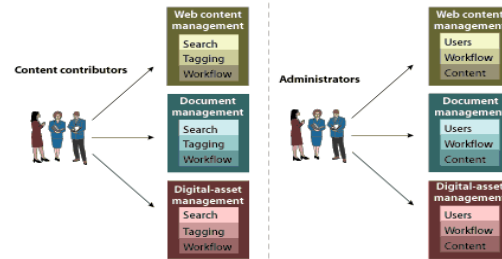 Content contributors
Web content
management
Search
Tagging
Workflow
Document
management
Search
Tagging
Workflow
Digital-asset
management
Search
Tagging
Workflow
Administrators
Web content
management
Users
Workflow
Content
Document
management
Users
Workflow
Content
Digital-asset
management
Users
Workflow
Content